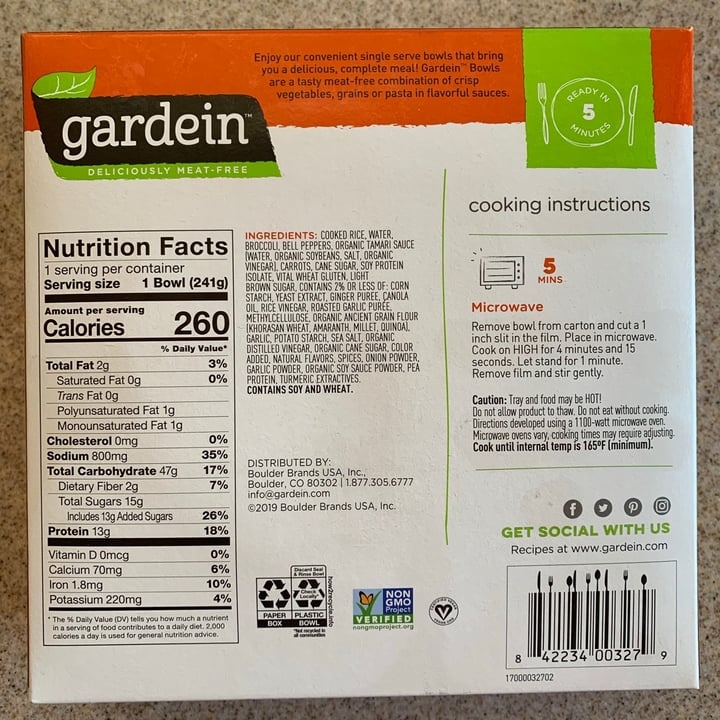 Enjoy our convenient single serve bowls that bring
you a delicious, complete meal! Gardein™ Bowls
are a tasty meat-free combination of crisp
vegetables, grains or pasta in flavorful sauces.
gardein™
DELICIOUSLY MEAT-FREE
READY IN
5
MINUTES
Nutrition Facts
1 serving per container
Serving size 1 Bowl (241g)
Amount per serving
Calories 260
% Daily Value*
Total Fat 2g 3%
Saturated Fat 0g 0%
Trans Fat 0g
Polyunsaturated Fat 1g
Monounsaturated Fat 1g
Cholesterol 0mg 0%
Sodium 800mg 35%
Total Carbohydrate 47g 17%
Dietary Fiber 2g 7%
Total Sugars 15g
Includes 13g Added Sugars 26%
Protein 13g 18%
Vitamin D 0mcg 0%
Calcium 70mg 6%
Iron 1.8mg 10%
Potassium 220mg 4%
* The % Daily Value (DV) tells you how much a nutrient
in a serving of food contributes to a daily diet. 2,000
calories a day is used for general nutrition advice.
INGREDIENTS: COOKED RICE, WATER,
BROCCOLI, BELL PEPPERS, ORGANIC TAMARI SAUCE
(WATER, ORGANIC SOYBEANS, SALT, ORGANIC
VINEGAR), CARROTS, CANE SUGAR, SOY PROTEIN
ISOLATE, VITAL WHEAT GLUTEN, LIGHT
BROWN SUGAR, CONTAINS 2% OR LESS OF: CORN
STARCH, YEAST EXTRACT, GINGER PUREE, CANOLA
OIL, RICE VINEGAR, ROASTED GARLIC PURÉE,
METHYLCELLULOSE, ORGANIC ANCIENT GRAIN FLOUR
(KHORASAN WHEAT, AMARANTH, MILLET, QUINOA),
GARLIC, POTATO STARCH, SEA SALT, ORGANIC
DISTILLED VINEGAR, ORGANIC CANE SUGAR, COLOR
ADDED, NATURAL FLAVORS, SPICES, ONION POWDER,
GARLIC POWDER, ORGANIC SOY SAUCE POWDER, PEA
PROTEIN, TURMERIC EXTRACTIVES.
CONTAINS SOY AND WHEAT.
DISTRIBUTED BY:
Boulder Brands USA, Inc.,
Boulder, CO 80302 | 1.877.305.6777
info@gardein.com
©2019 Boulder Brands USA, Inc.
Discard Seal
& Rinse Bowl
Check
Locally*
PAPER
BOX
PLASTIC
BOWL
*Not recycled in
all communities
how2recycle.info
NON
GMO
Project
VERIFIED
nongmoproject.org
cooking instructions
5
MINS
Microwave
Remove bowl from carton and cut a 1
inch slit in the film. Place in microwave.
Cook on HIGH for 4 minutes and 15
seconds. Let stand for 1 minute.
Remove film and stir gently.
Caution: Tray and food may be HOT!
Do not allow product to thaw. Do not eat without cooking.
Directions developed using a 1100-watt microwave oven.
Microwave ovens vary, cooking times may require adjusting.
Cook until internal temp is 165ºF (minimum).
GET SOCIAL WITH US
Recipes at www.gardein.com
8 42234 00327 9
17000032702